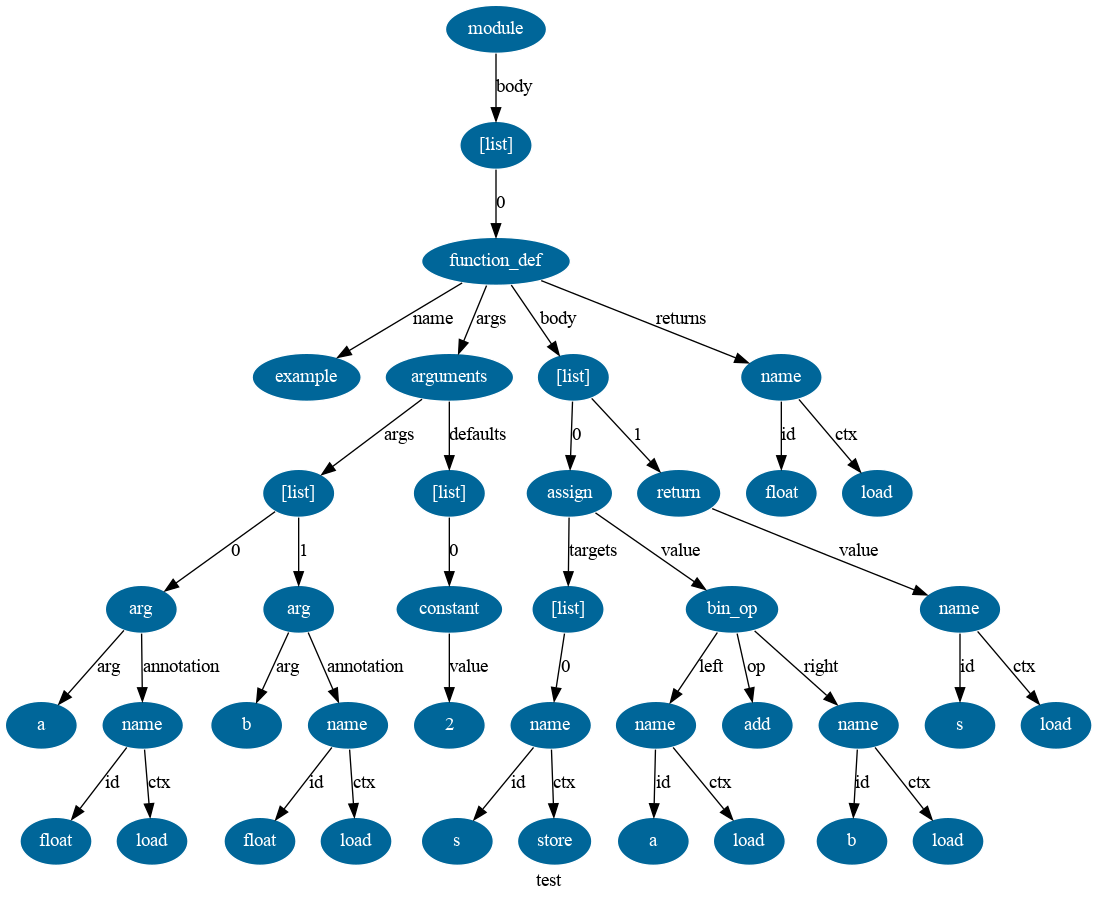 module
body
[list]
0
function_def
name args body returns
example arguments [list] name
args defaults 0 1 id ctx
[list] [list] assign return float load
0 1 0 targets value value
arg arg constant [list] bin_op name
arg annotation arg annotation value 0 left op right id ctx
a name b name 2 name name add name s load
id ctx id ctx id ctx id ctx id ctx
float load float load s store a load b load
test